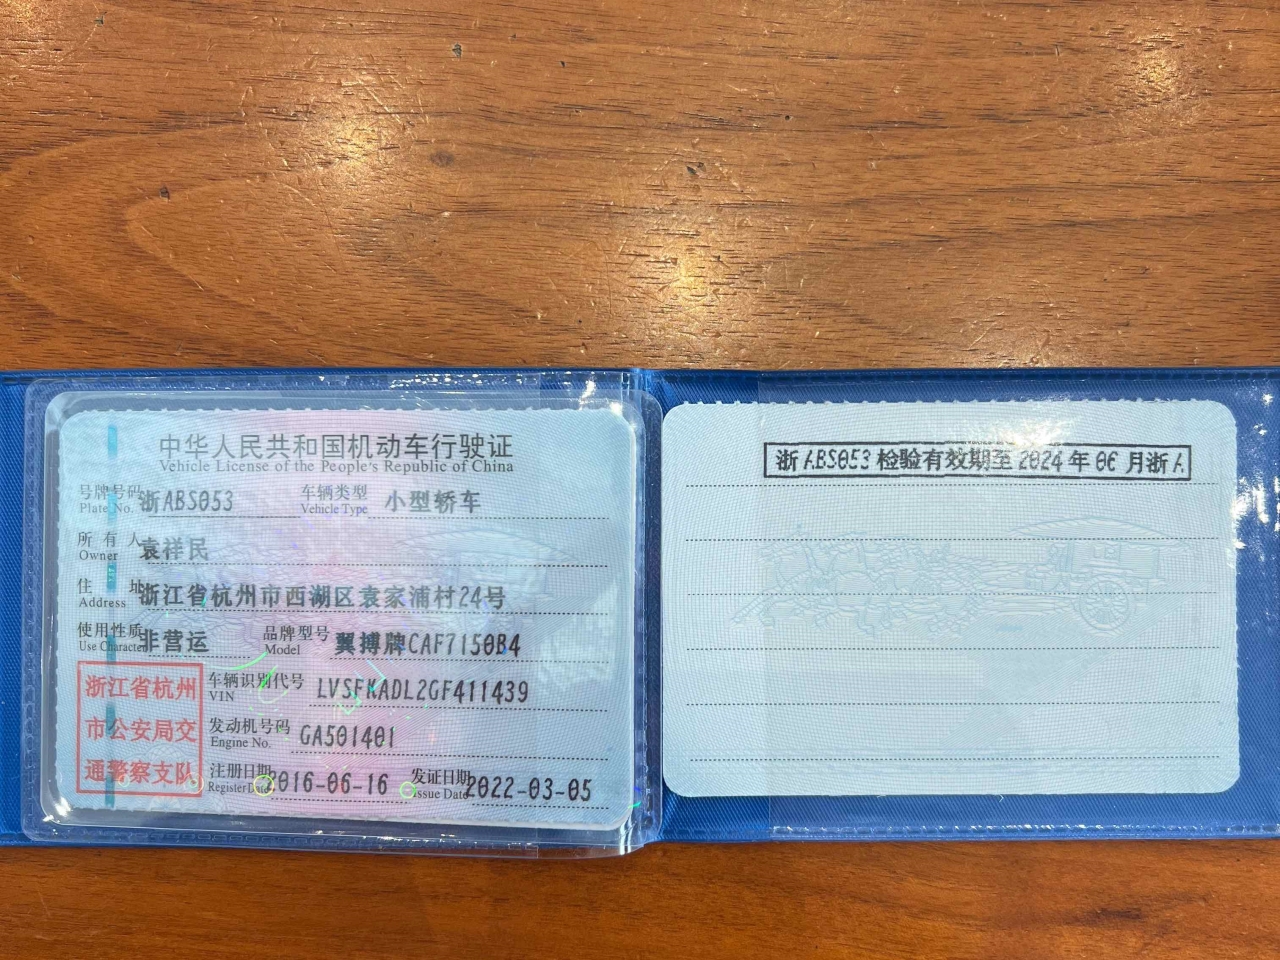 中华人民共和国机动车行驶证
Vehicle License of the People's Republic of China
号牌号码 浙ABS053 车辆类型 小型轿车
Plate No. Vehicle Type
所有人 袁祥民
Owner
住址 浙江省杭州市西湖区袁家浦村24号
Address
使用性质 非营运 品牌型号 翼搏牌CAF7150B4
Use Character Model
浙江省杭州
市公安局交
通警察支队
车辆识别代号 LVSFKADL2GF411439
VIN
发动机号码 GA501401
Engine No.
注册日期 2016-06-16 发证日期 2022-03-05
Register Date Issue Date
浙ABS053 检验有效期至 2024 年 06 月浙A